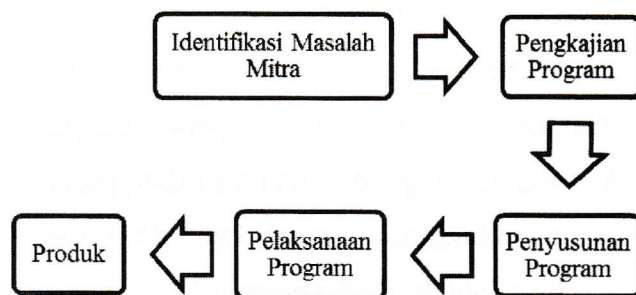 Identifikasi Masalah
Mitra
Pengkajian
Program
Penyusunan
Program
Pelaksanaan
Program
Produk